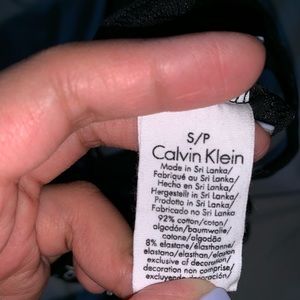 S/P
Calvin Klein
Made in Sri Lanka/
Fabriqué au Sri Lanka/
Hecho en Sri Lanka/
Hergestellt in Sri Lanka/
Prodotto in Sri Lanka/
Fabricado no Sri Lanka
92% cotton/coton/
algodón/baumwolle/
cotone/algodão
8% elastane/élasthanne/
elastano/elasthan/elastan
exclusive of decoration/
decoration non comprise/
excluyendo decoración/